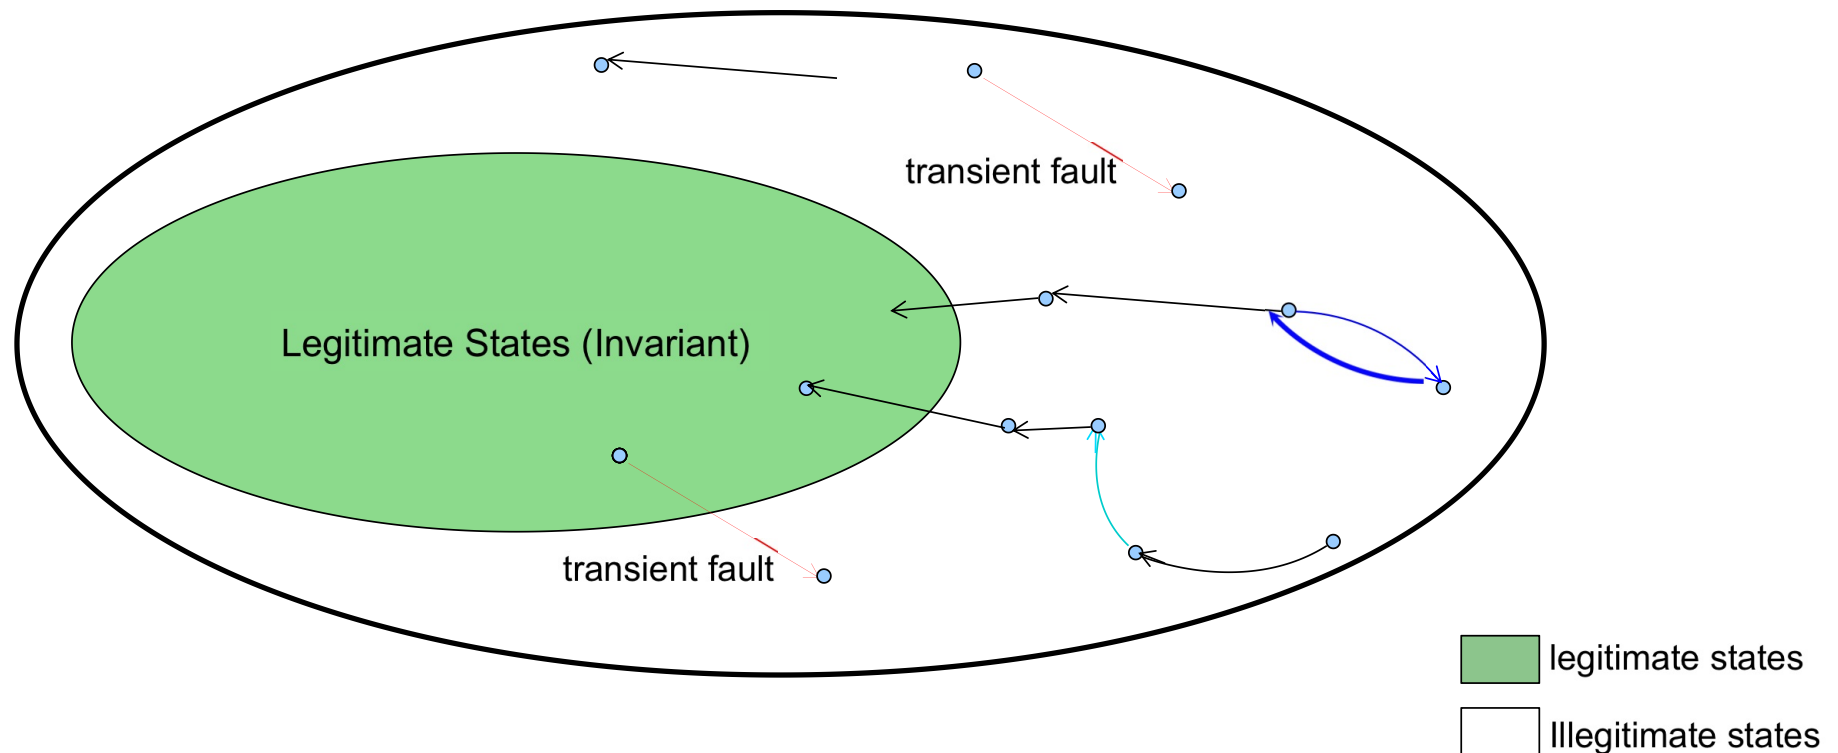 transient fault
Legitimate States (Invariant)
transient fault
legitimate states
Illegitimate states